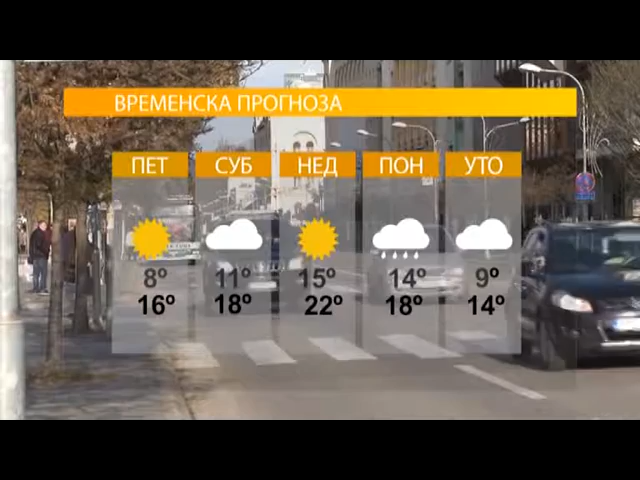 ВРЕМЕНСКА ПРОГНОЗА
ПЕТ СУБ НЕД ПОН УТО
8º 11º 15º 14º 9º
16º 18º 22º 18º 14º